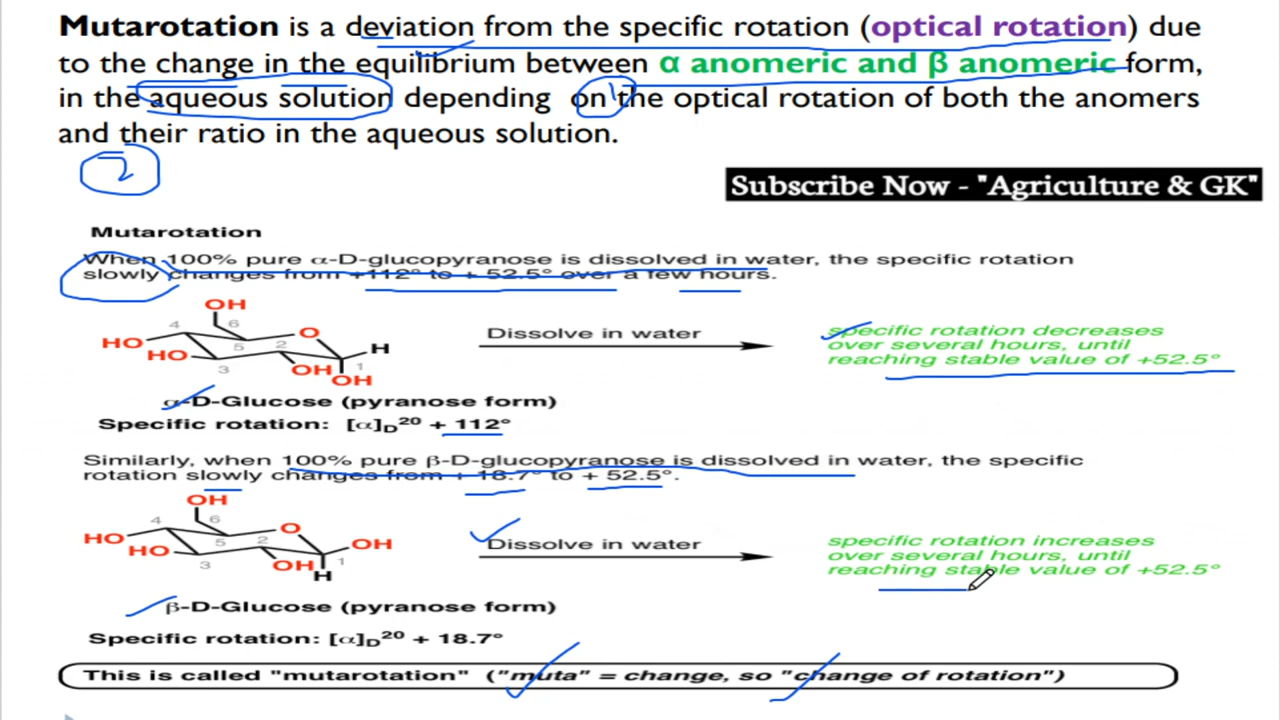 Mutarotation is a deviation from the specific rotation (optical rotation) due
to the change in the equilibrium between α anomeric and β anomeric form,
in the aqueous solution depending on the optical rotation of both the anomers
and their ratio in the aqueous solution.
1
2
Subscribe Now - "Agriculture & GK"
Mutarotation
When 100% pure α-D-glucopyranose is dissolved in water, the specific rotation
slowly changes from +112° to + 52.5° over a few hours.
OH
4 6 O
HO 5 2 H
HO 3 OH 1
OH
Dissolve in water
specific rotation decreases
over several hours, until
reaching stable value of +52.5°
α-D-Glucose (pyranose form)
Specific rotation: [α]D20 + 112°
Similarly, when 100% pure β-D-glucopyranose is dissolved in water, the specific
rotation slowly changes from + 18.7° to + 52.5°.
OH
4 6 O
HO 5 2 OH
HO 3 OH 1
H
Dissolve in water
specific rotation increases
over several hours, until
reaching stable value of +52.5°
β-D-Glucose (pyranose form)
Specific rotation: [α]D20 + 18.7°
This is called "mutarotation" ("muta" = change, so "change of rotation")